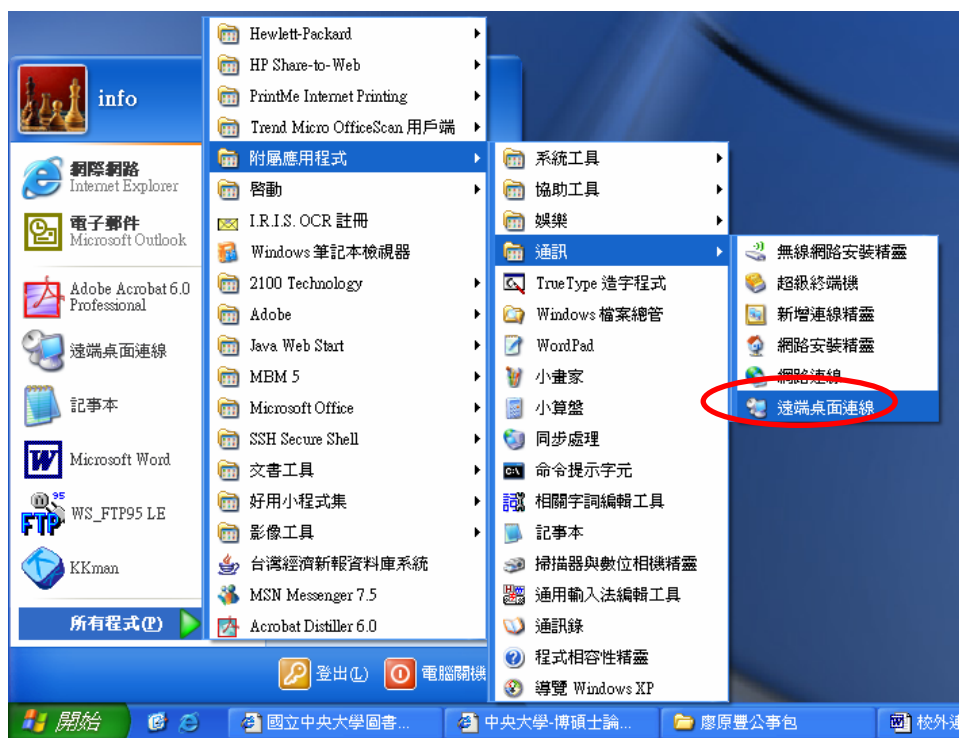 info
網際網路
Internet Explorer
電子郵件
Microsoft Outlook
Adobe Acrobat 6.0
Professional
遠端桌面連線
記事本
Microsoft Word
95
FTP
WS_FTP95 LE
KKman
所有程式(P)
登出(L)
電腦關機
Hewlett-Packard
HP Share-to-Web
PrintMe Internet Printing
Trend Micro OfficeScan 用戶端
附屬應用程式
啟動
I.R.I.S. OCR 註冊
Windows 筆記本檢視器
2100 Technology
Adobe
Java Web Start
MBM 5
Microsoft Office
SSH Secure Shell
文書工具
好用小程式集
影像工具
台灣經濟新報資料庫系統
MSN Messenger 7.5
Acrobat Distiller 6.0
系統工具
協助工具
娛樂
通訊
TrueType 造字程式
Windows 檔案總管
WordPad
小畫家
小算盤
同步處理
命令提示字元
相關字詞編輯工具
記事本
掃描器與數位相機精靈
通用輸入法編輯工具
通訊錄
程式相容性精靈
導覽 Windows XP
無線網路安裝精靈
超級終端機
新增連線精靈
網路安裝精靈
網路連線
遠端桌面連線
開始
國立中央大學圖書...
中央大學-博碩士論...
廖原豐公事包
校外連